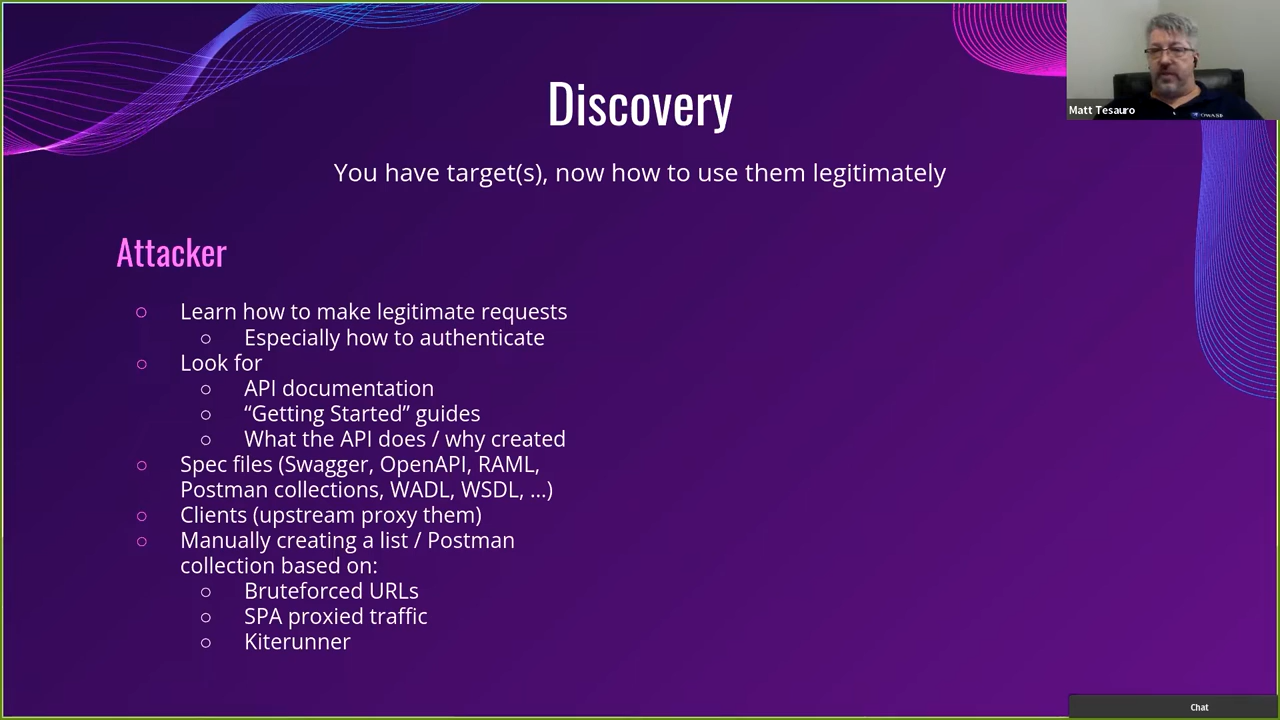 Discovery
Matt Tesauro
OWASP
You have target(s), now how to use them legitimately
Attacker
○ Learn how to make legitimate requests
○ Especially how to authenticate
○ Look for
○ API documentation
○ “Getting Started” guides
○ What the API does / why created
○ Spec files (Swagger, OpenAPI, RAML,
Postman collections, WADL, WSDL, ...)
○ Clients (upstream proxy them)
○ Manually creating a list / Postman
collection based on:
○ Bruteforced URLs
○ SPA proxied traffic
○ Kiterunner
Chat